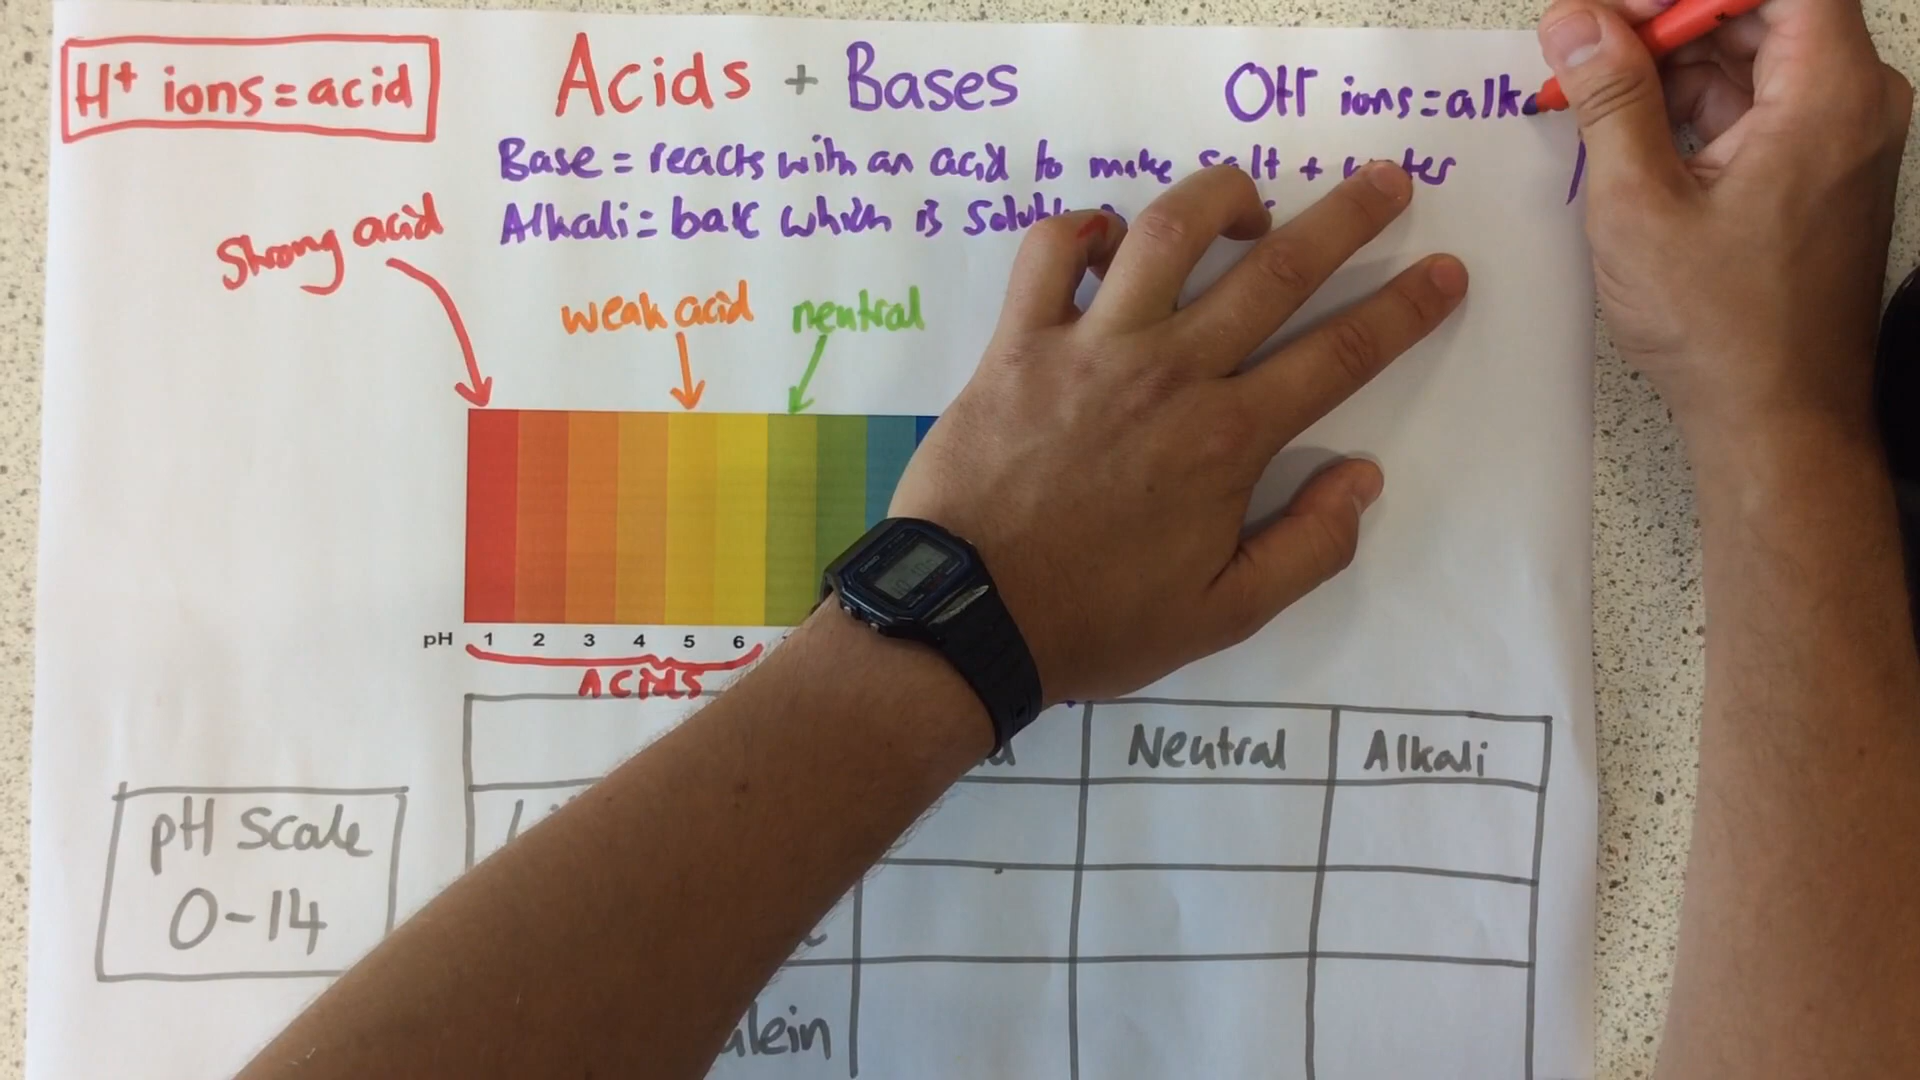 H+ ions = acid
Acids + Bases
OH- ions = alka
Base = reacts with an acid to make salt + water
Alkali = base which is
Strong acid
weak acid
neutral
pH 1 2 3 4 5 6
ACIDS
Neutral
Alkali
pH Scale
0-14
alein